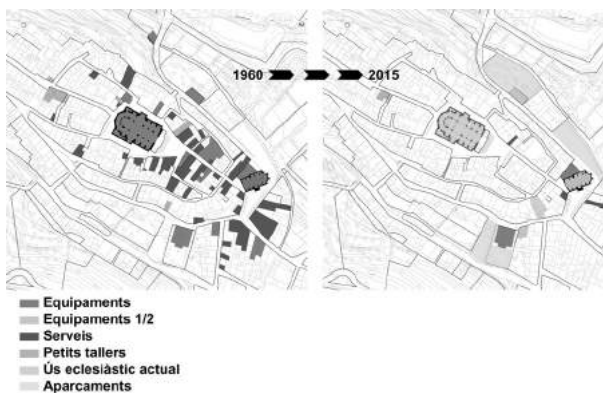 1960
2015
Equipaments
Equipaments 1/2
Serveis
Petits tallers
Ús eclesiàstic actual
Aparcaments